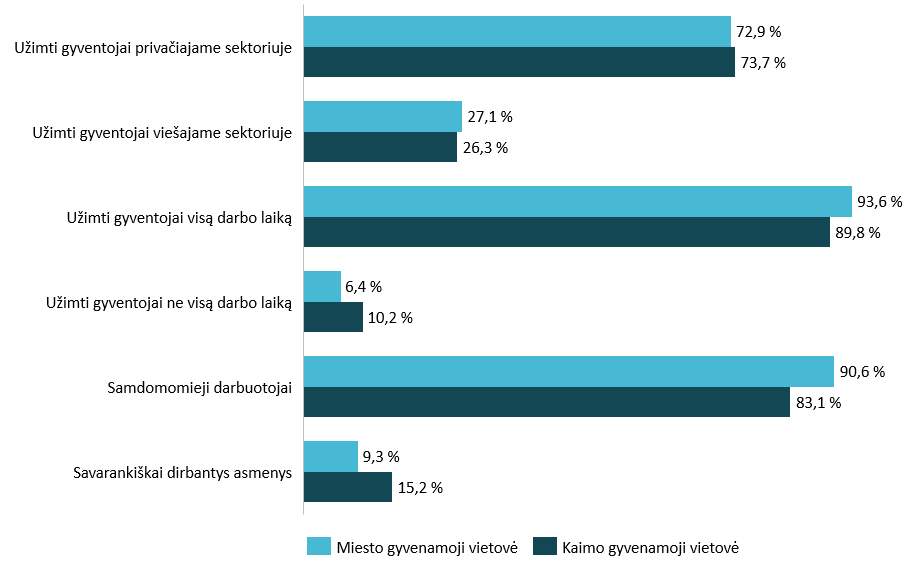 Užimti gyventojai privačiajame sektoriuje
72,9 %
73,7 %
Užimti gyventojai viešajame sektoriuje
27,1 %
26,3 %
Užimti gyventojai visą darbo laiką
93,6 %
89,8 %
Užimti gyventojai ne visą darbo laiką
6,4 %
10,2 %
Samdomomieji darbuotojai
90,6 %
83,1 %
Savarankiškai dirbantys asmenys
9,3 %
15,2 %
Miesto gyvenamoji vietovė
Kaimo gyvenamoji vietovė